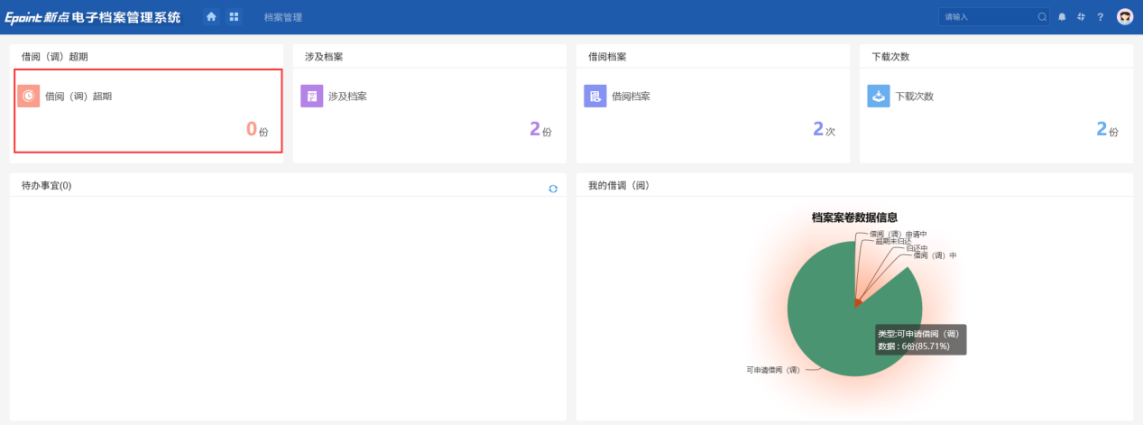 Epoint 新点 电子档案管理系统
档案管理
请输入
借阅（调）超期
借阅（调）超期
0份
涉及档案
涉及档案
2份
借阅档案
借阅档案
2次
下载次数
下载次数
2份
待办事宜(0)
我的借调（阅）
档案案卷数据信息
借阅（调）申请中
超期未归还
归还中
借阅（调）中
类型:可申请借阅（调）
数据 : 6份(85.71%)
可申请借阅（调）